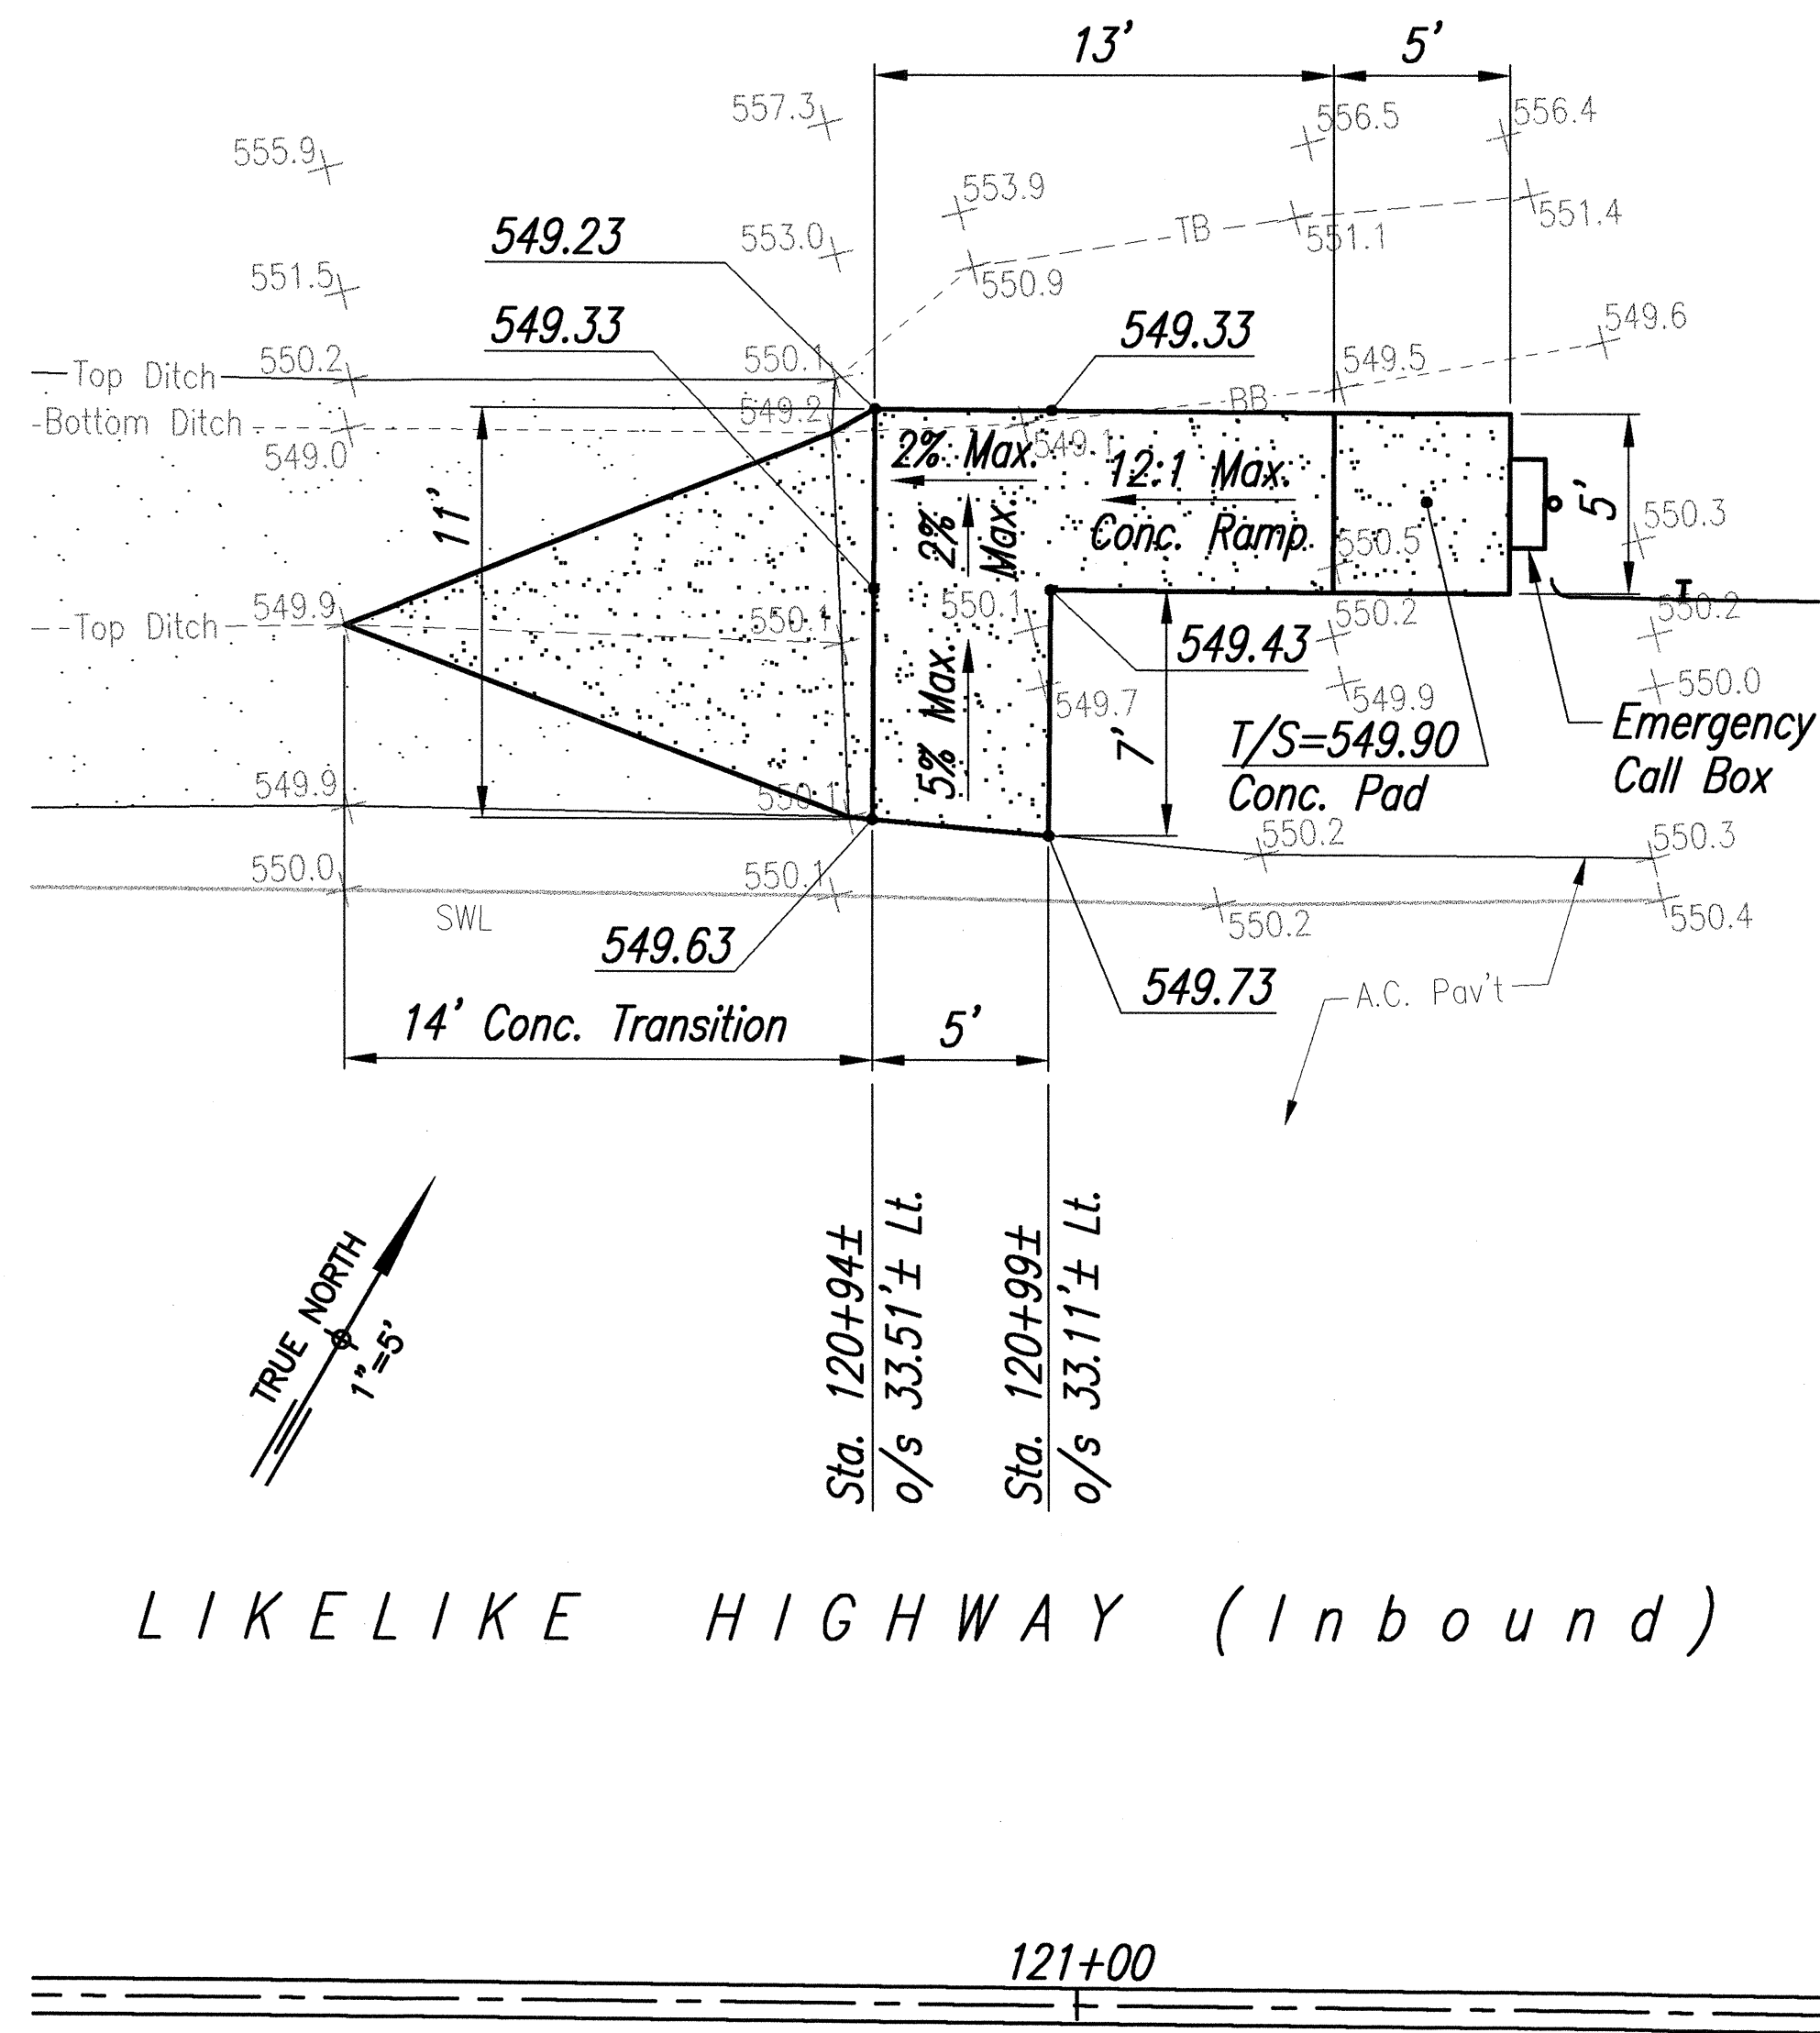 13'
5'
557.3
556.5
556.4
555.9
553.9
551.4
549.23
553.0
TB
551.1
551.5
550.9
549.33
549.33
549.6
Top Ditch
550.2
550.1
549.5
BB
Bottom Ditch
549.2
549.1
549.0
2% Max.
12:1 Max.
Conc. Ramp
11'
2%
Max.
5'
550.3
550.5
549.9
Top Ditch
550.1
550.1
550.2
550.2
549.43
5% Max.
549.7
7'
549.9
550.0
T/S=549.90
Conc. Pad
Emergency
Call Box
549.9
550.1
550.2
550.3
550.0
550.1
550.2
550.4
SWL
549.63
549.73
A.C. Pav't
14' Conc. Transition
5'
Sta. 120+94±
o/s 33.51'± Lt.
Sta. 120+99±
o/s 33.11'± Lt.
TRUE NORTH
1"=5'
LIKELIKE HIGHWAY (Inbound)
121+00